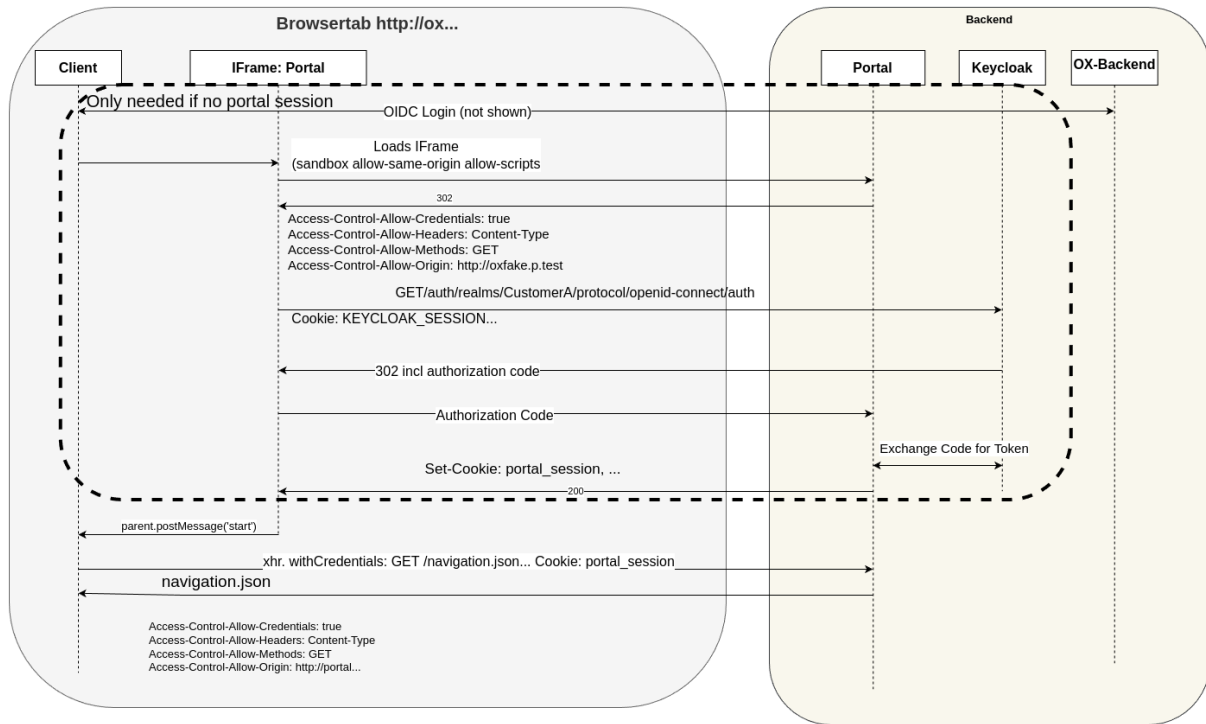 Browsertab http://ox...
Backend
Client
IFrame: Portal
Portal
Keycloak
OX-Backend
Only needed if no portal session
OIDC Login (not shown)
Loads IFrame
(sandbox allow-same-origin allow-scripts
302
Access-Control-Allow-Credentials: true
Access-Control-Allow-Headers: Content-Type
Access-Control-Allow-Methods: GET
Access-Control-Allow-Origin: http://oxfake.p.test
GET/auth/realms/CustomerA/protocol/openid-connect/auth
Cookie: KEYCLOAK_SESSION...
302 incl authorization code
Authorization Code
Exchange Code for Token
Set-Cookie: portal_session, ...
200
parent.postMessage('start')
xhr. withCredentials: GET /navigation.json... Cookie: portal_session
navigation.json
Access-Control-Allow-Credentials: true
Access-Control-Allow-Headers: Content-Type
Access-Control-Allow-Methods: GET
Access-Control-Allow-Origin: http://portal...